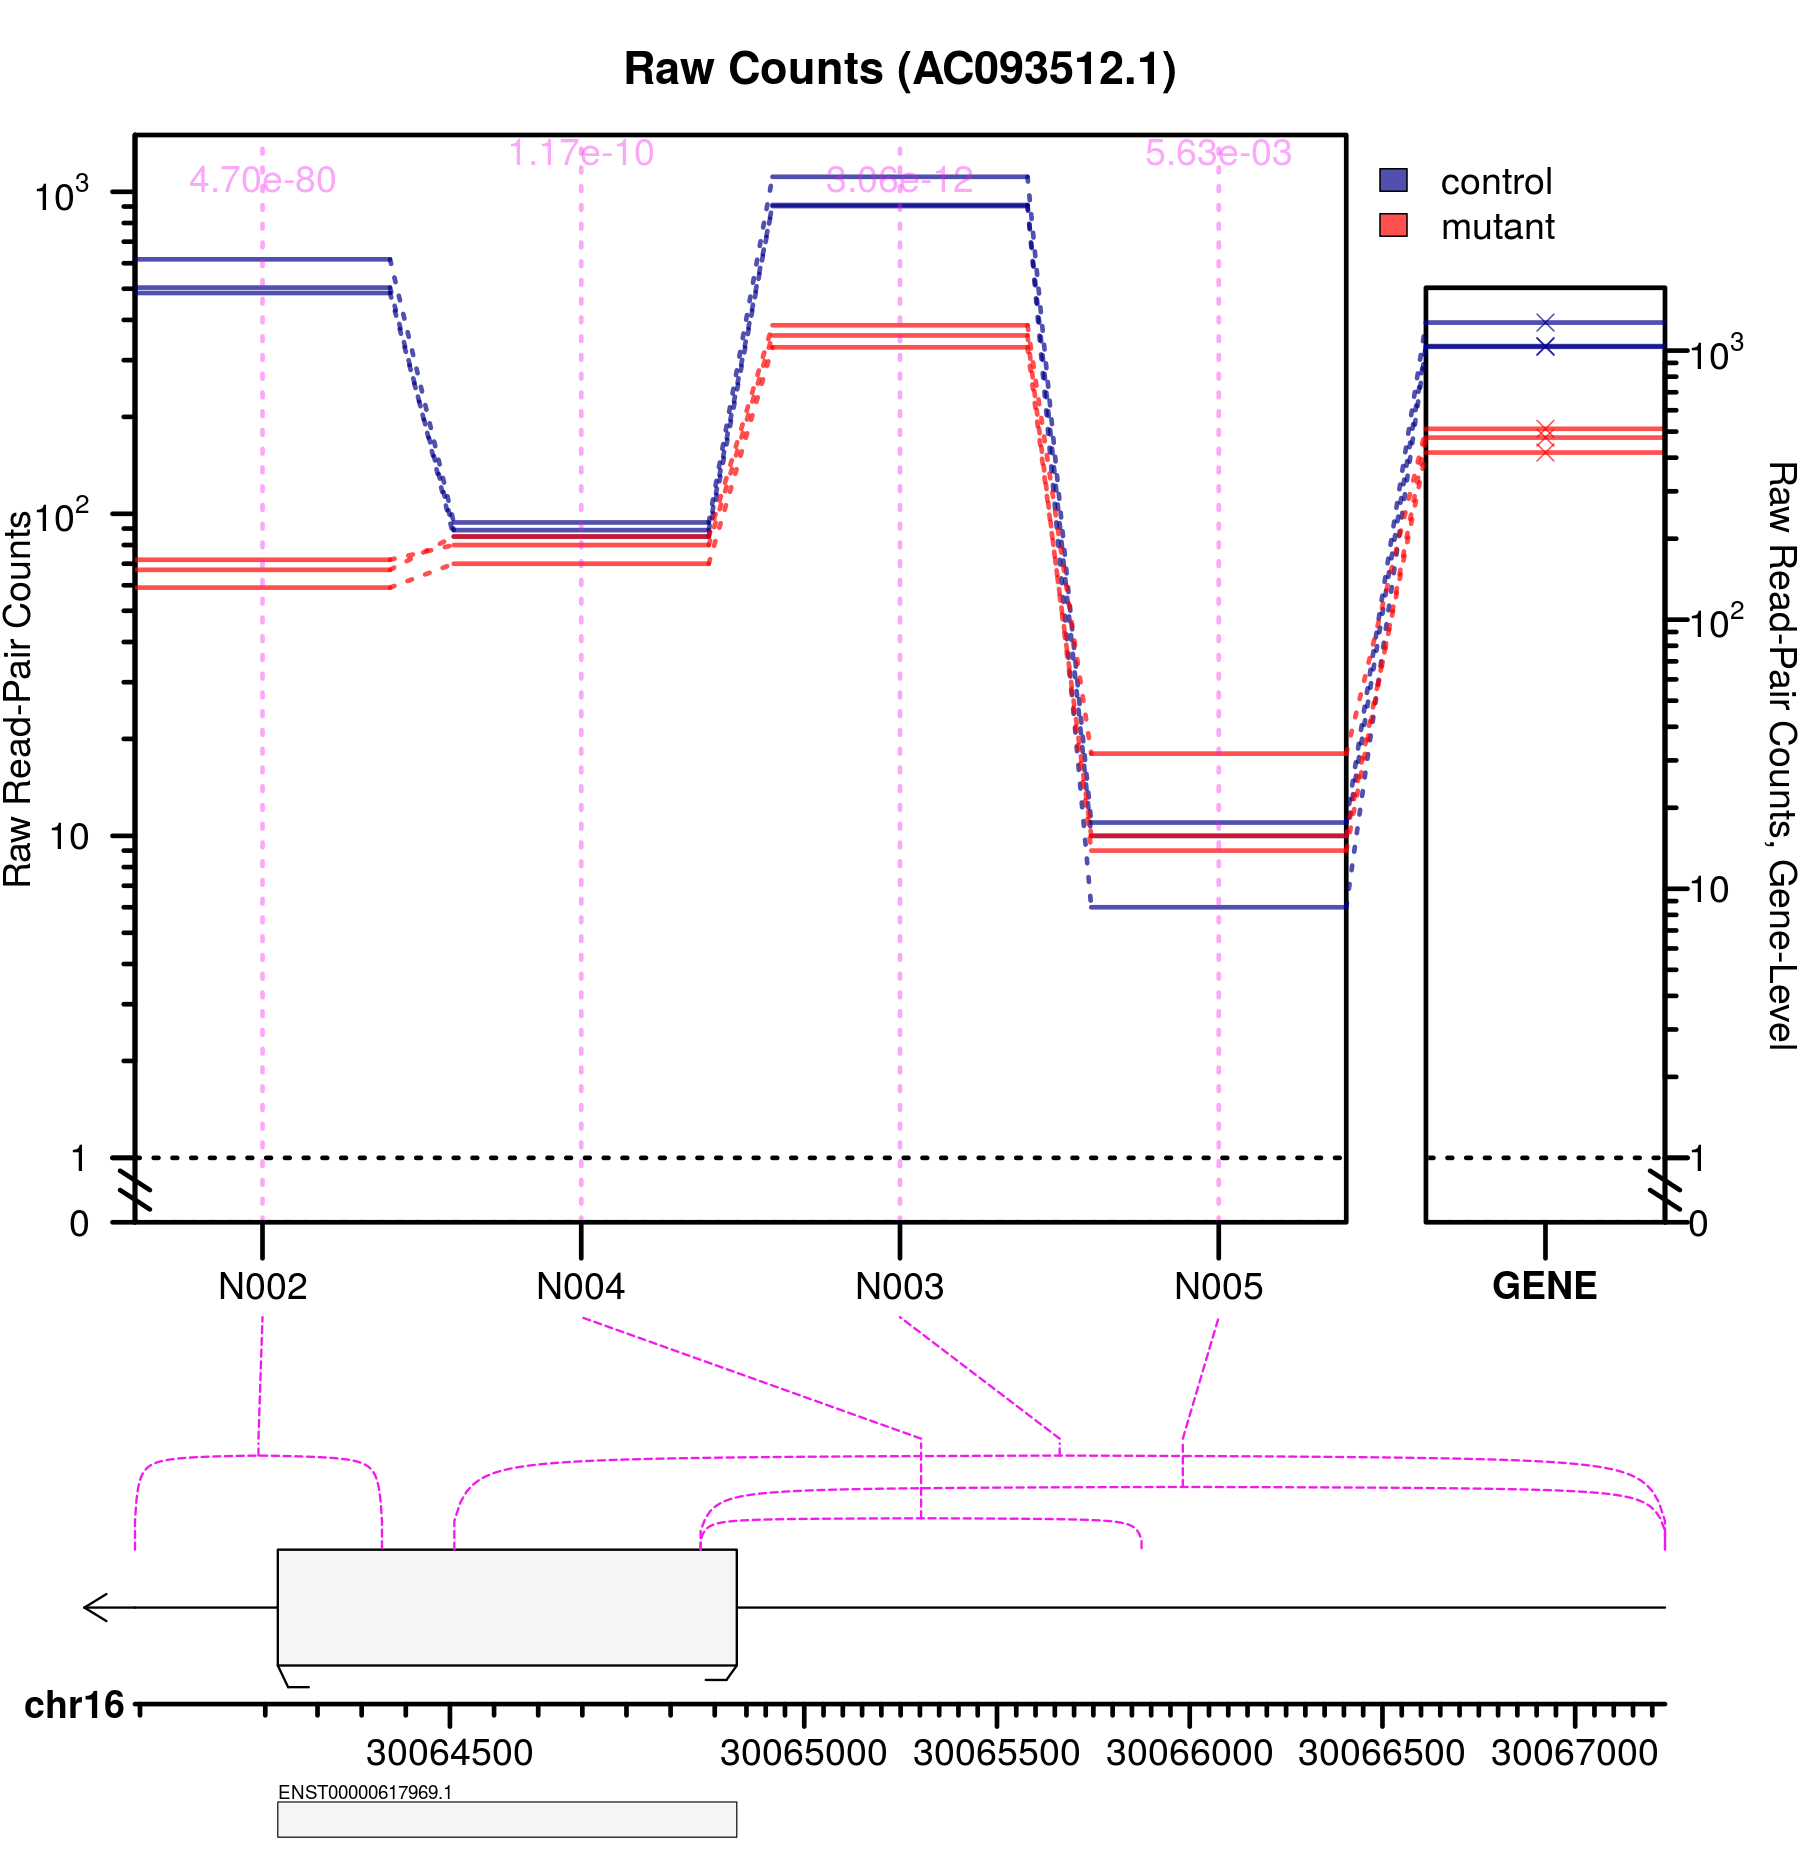 Raw Counts (AC093512.1)
4.70e-80
1.17e-10
3.06e-12
5.63e-03
control
mutant
Raw Read-Pair Counts
10³
10²
10
1
0
Raw Read-Pair Counts, Gene-Level
10³
10²
10
1
0
N002 N004 N003 N005 GENE
chr16
30064500 30065000 30065500 30066000 30066500 30067000
ENST00000617969.1